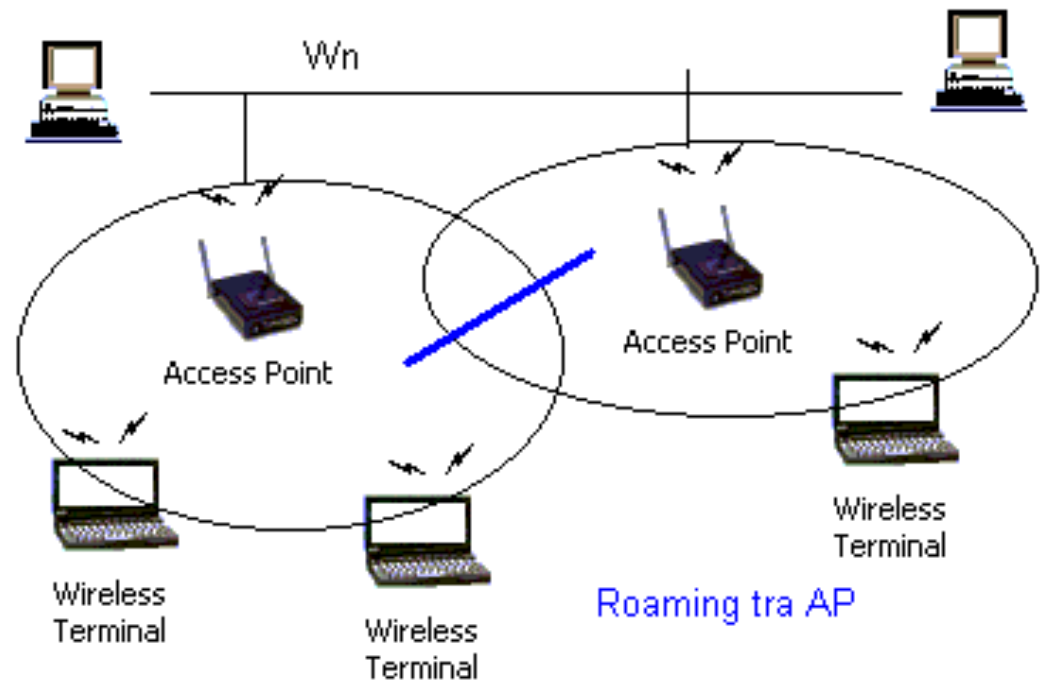 Wn
Access Point
Access Point
Wireless
Terminal
Wireless
Terminal
Wireless
Terminal
Roaming tra AP